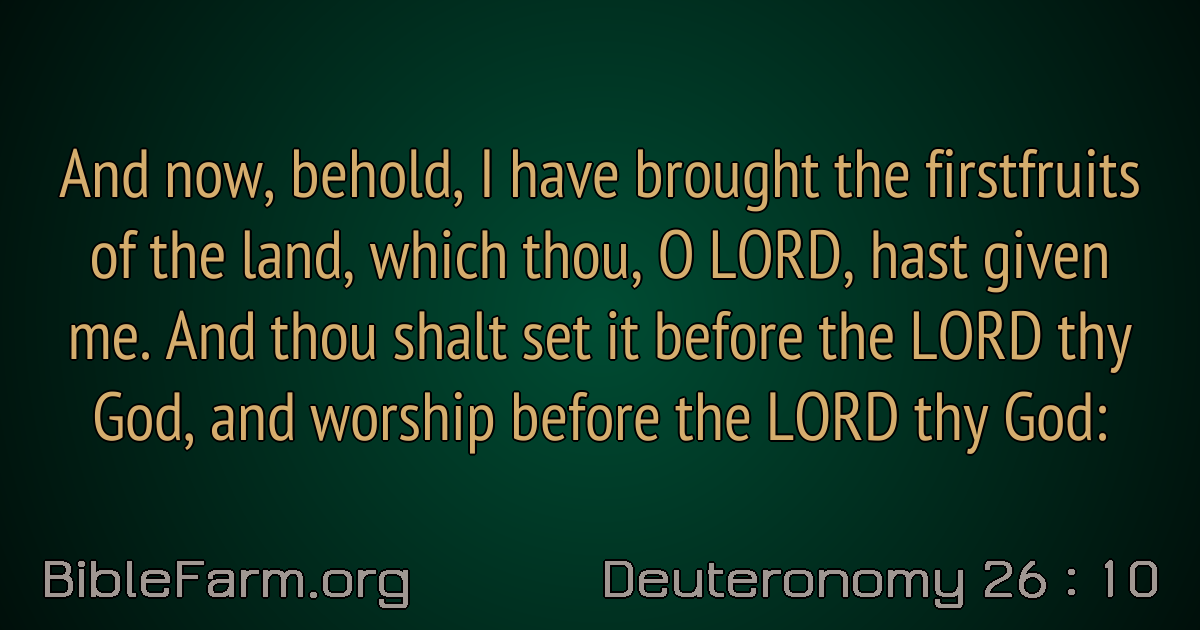 And now, behold, I have brought the firstfruits
of the land, which thou, O LORD, hast given
me. And thou shalt set it before the LORD thy
God, and worship before the LORD thy God:
BibleFarm.org
Deuteronomy 26 : 10